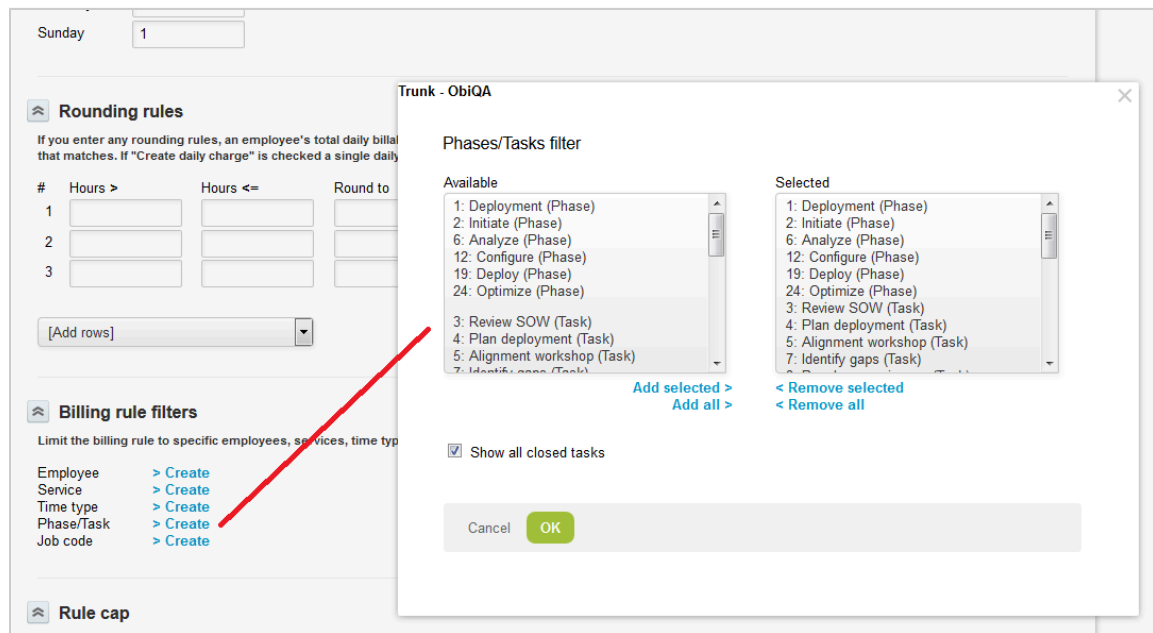 Sunday
1
Rounding rules
If you enter any rounding rules, an employee's total daily billa
that matches. If "Create daily charge" is checked a single daily
# Hours > Hours <= Round to
1
2
3
[Add rows]
Billing rule filters
Limit the billing rule to specific employees, services, time typ
Employee > Create
Service > Create
Time type > Create
Phase/Task > Create
Job code > Create
Rule cap
Trunk - ObiQA
Phases/Tasks filter
Available
1: Deployment (Phase)
2: Initiate (Phase)
6: Analyze (Phase)
12: Configure (Phase)
19: Deploy (Phase)
24: Optimize (Phase)
3: Review SOW (Task)
4: Plan deployment (Task)
5: Alignment workshop (Task)
7: Identify gaps (Task)
Add selected >
Add all >
Selected
1: Deployment (Phase)
2: Initiate (Phase)
6: Analyze (Phase)
12: Configure (Phase)
19: Deploy (Phase)
24: Optimize (Phase)
3: Review SOW (Task)
4: Plan deployment (Task)
5: Alignment workshop (Task)
7: Identify gaps (Task)
< Remove selected
< Remove all
Show all closed tasks
Cancel OK